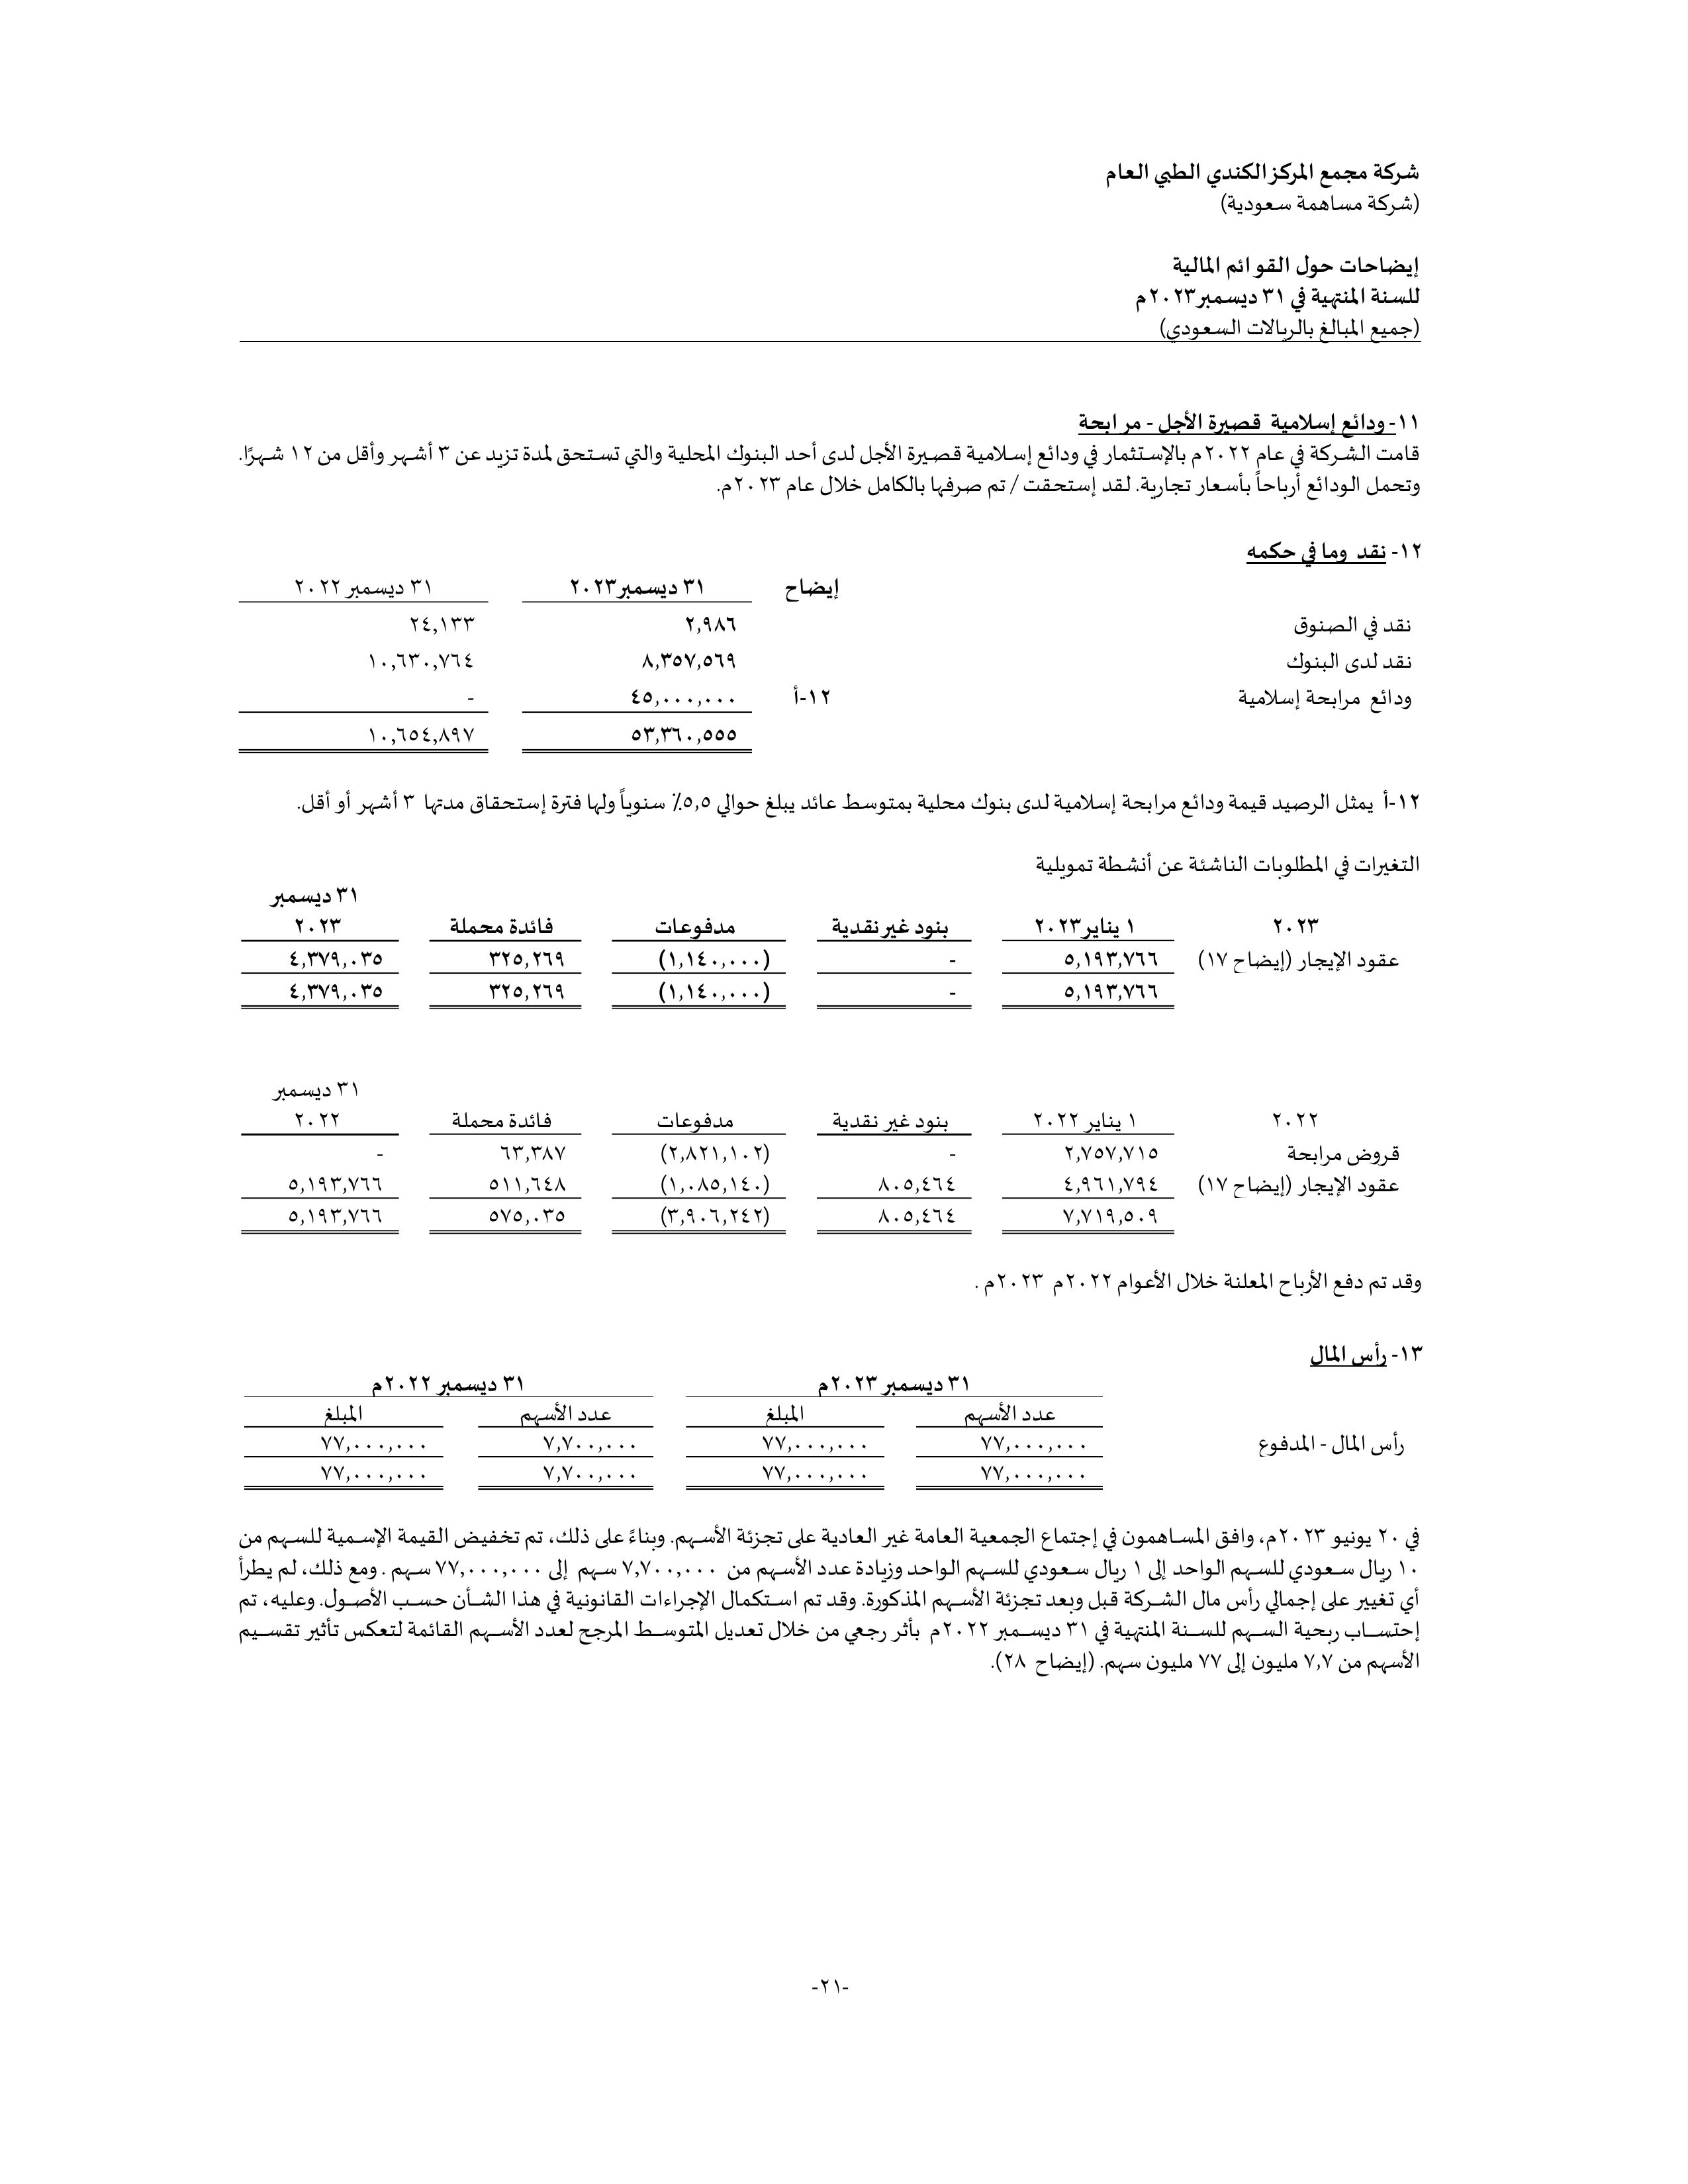 شركة مجمع المركز الكندي الطبي العام
(شركة مساهمة سعودية)
إيضاحات حول القوائم المالية
للسنة المنتهية في ٣١ ديسمبر ٢٠٢٣م
(جميع المبالغ بالريالات السعودي)
١١- ودائع إسلامية قصيرة الأجل - مرابحة
قامت الشركة في عام ٢٠٢٢م بالإستثمار في ودائع إسلامية قصيرة الأجل لدى أحد البنوك المحلية والتي تستحق لمدة تزيد عن ٣ أشهر وأقل من ١٢ شهرًا.
وتحمل الودائع أرباحاً بأسعار تجارية. لقد إستحقت / تم صرفها بالكامل خلال عام ٢٠٢٣م.
١٢- نقد وما في حكمه
إيضاح ٣١ ديسمبر ٢٠٢٣ ٣١ ديسمبر ٢٠٢٢
نقد في الصنوق ٢,٩٨٦ ٢٤,١٣٣
نقد لدى البنوك ٨,٣٥٧,٥٦٩ ١٠,٦٣٠,٧٦٤
ودائع مرابحة إسلامية ١٢-أ ٤٥,٠٠٠,٠٠٠ -
٥٣,٣٦٠,٥٥٥ ١٠,٦٥٤,٨٩٧
١٢-أ يمثل الرصيد قيمة ودائع مرابحة إسلامية لدى بنوك محلية بمتوسط عائد يبلغ حوالي ٥,٥٪ سنوياً ولها فترة إستحقاق مدتها ٣ أشهر أو أقل.
التغيرات في المطلوبات الناشئة عن أنشطة تمويلية
٣١ ديسمبر
٢٠٢٣ ١ يناير ٢٠٢٣ بنود غير نقدية مدفوعات فائدة محملة ٢٠٢٣
عقود الإيجار (إيضاح ١٧) ٥,١٩٣,٧٦٦ - (١,١٤٠,٠٠٠) ٣٢٥,٢٦٩ ٤,٣٧٩,٠٣٥
٥,١٩٣,٧٦٦ - (١,١٤٠,٠٠٠) ٣٢٥,٢٦٩ ٤,٣٧٩,٠٣٥
٣١ ديسمبر
٢٠٢٢ ١ يناير ٢٠٢٢ بنود غير نقدية مدفوعات فائدة محملة ٢٠٢٢
قروض مرابحة ٢,٧٥٧,٧١٥ - (٢,٨٢١,١٠٢) ٦٣,٣٨٧ -
عقود الإيجار (إيضاح ١٧) ٤,٩٦١,٧٩٤ ٨٠٥,٤٦٤ (١,٠٨٥,١٤٠) ٥١١,٦٤٨ ٥,١٩٣,٧٦٦
٧,٧١٩,٥٠٩ ٨٠٥,٤٦٤ (٣,٩٠٦,٢٤٢) ٥٧٥,٠٣٥ ٥,١٩٣,٧٦٦
وقد تم دفع الأرباح المعلنة خلال الأعوام ٢٠٢٢م ٢٠٢٣م .
١٣- رأس المال
٣١ ديسمبر ٢٠٢٣م ٣١ ديسمبر ٢٠٢٢م
عدد الأسهم المبلغ عدد الأسهم المبلغ
رأس المال - المدفوع ٧٧,٠٠٠,٠٠٠ ٧٧,٠٠٠,٠٠٠ ٧,٧٠٠,٠٠٠ ٧٧,٠٠٠,٠٠٠
٧٧,٠٠٠,٠٠٠ ٧٧,٠٠٠,٠٠٠ ٧,٧٠٠,٠٠٠ ٧٧,٠٠٠,٠٠٠
في ٢٠ يونيو ٢٠٢٣م، وافق المساهمون في إجتماع الجمعية العامة غير العادية على تجزئة الأسهم. وبناءً على ذلك، تم تخفيض القيمة الإسمية للسهم من
١٠ ريال سعودي للسهم الواحد إلى ١ ريال سعودي للسهم الواحد وزيادة عدد الأسهم من ٧,٧٠٠,٠٠٠ سهم إلى ٧٧,٠٠٠,٠٠٠ سهم . ومع ذلك، لم يطرأ
أي تغيير على إجمالي رأس مال الشركة قبل وبعد تجزئة الأسهم المذكورة. وقد تم استكمال الإجراءات القانونية في هذا الشأن حسب الأصول. وعليه، تم
إحتساب ربحية السهم للسنة المنتهية في ٣١ ديسمبر ٢٠٢٢م بأثر رجعي من خلال تعديل المتوسط المرجح لعدد الأسهم القائمة لتعكس تأثير تقسيم
الأسهم من ٧,٧ مليون إلى ٧٧ مليون سهم. (إيضاح ٢٨).
-٢١-